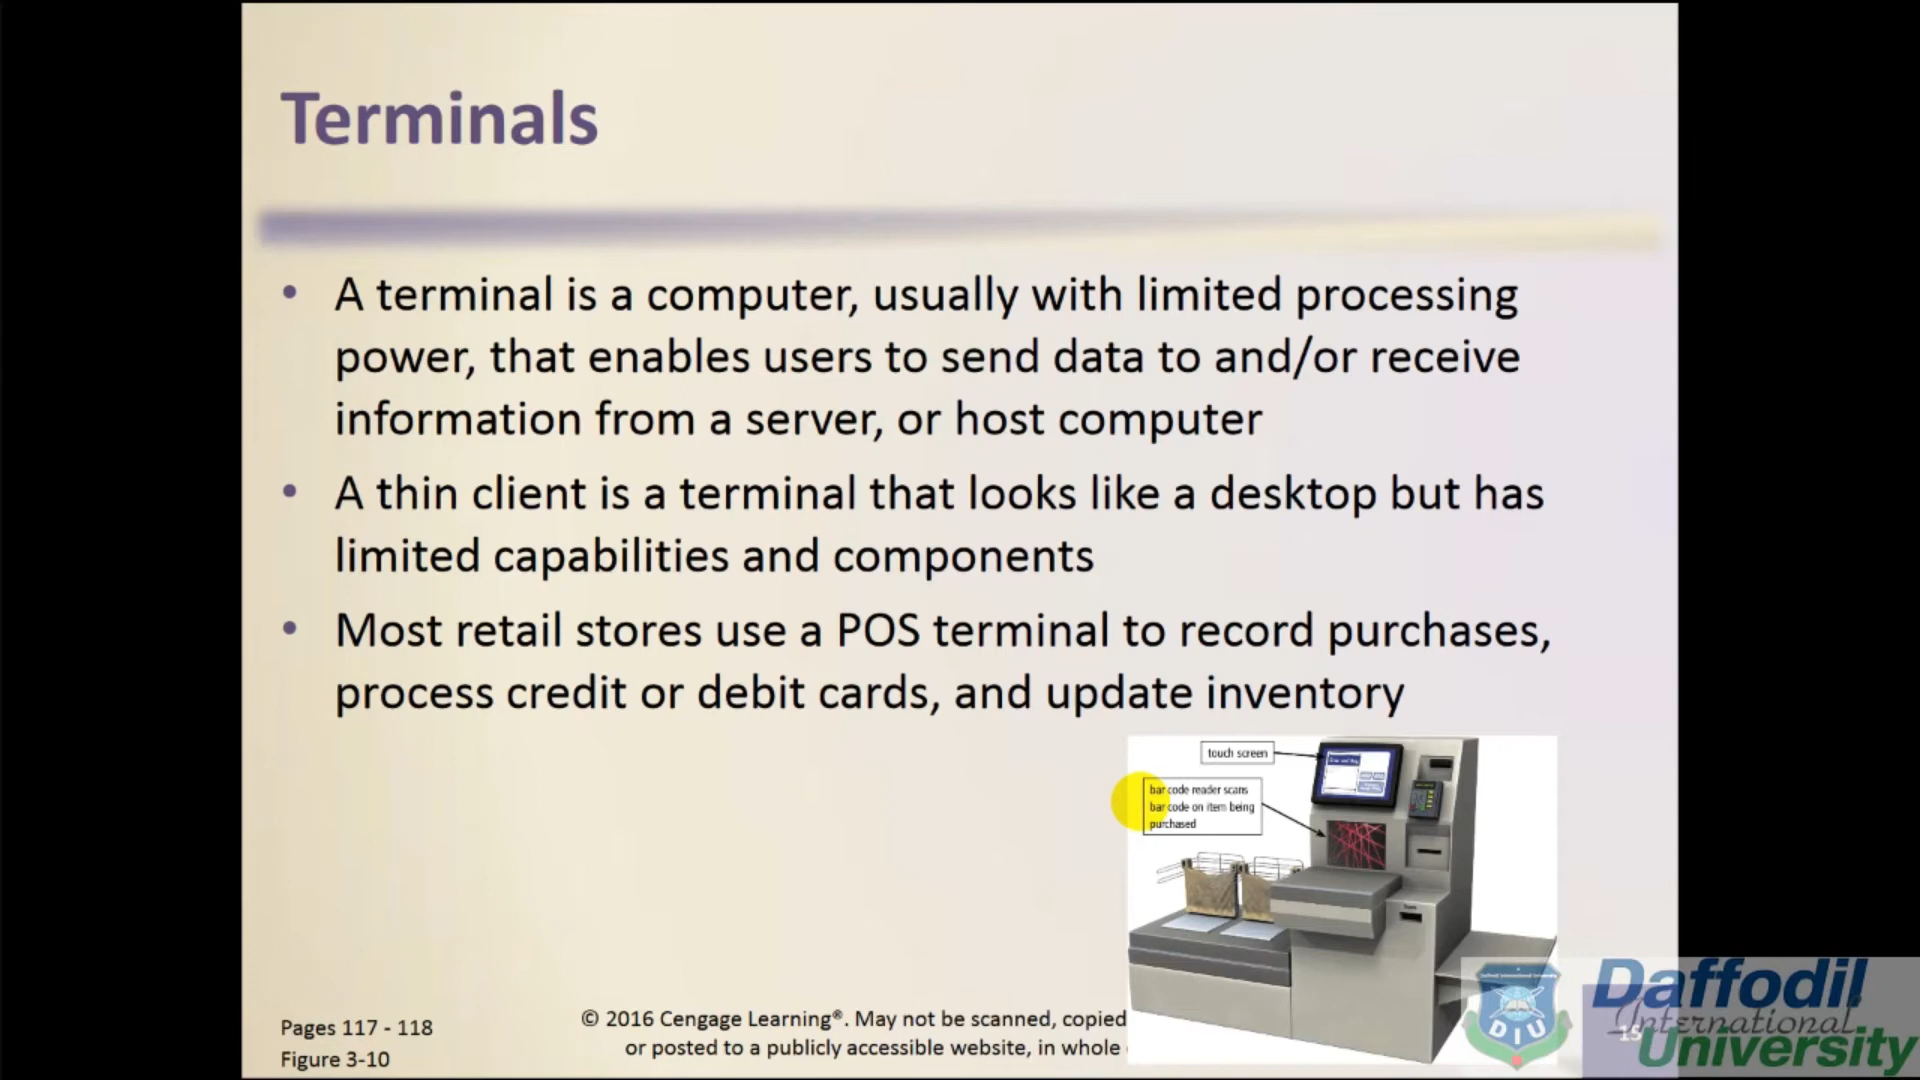 Terminals
• A terminal is a computer, usually with limited processing
power, that enables users to send data to and/or receive
information from a server, or host computer
• A thin client is a terminal that looks like a desktop but has
limited capabilities and components
• Most retail stores use a POS terminal to record purchases,
process credit or debit cards, and update inventory
touch screen
bar code reader scans
bar code on item being
purchased
Pages 117 - 118
Figure 3-10
© 2016 Cengage Learning®. May not be scanned, copied
or posted to a publicly accessible website, in whole
DIU
Daffodil
International
University
15